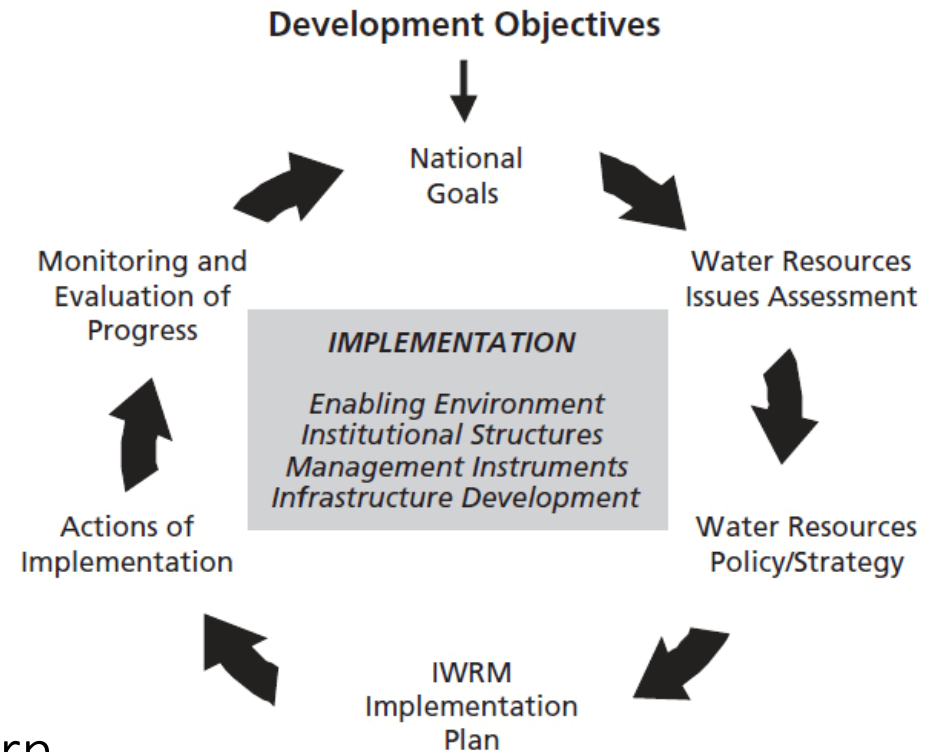 Development Objectives
National
Goals
Water Resources
Issues Assessment
Water Resources
Policy/Strategy
IWRM
Implementation
Plan
Actions of
Implementation
Monitoring and
Evaluation of
Progress
IMPLEMENTATION
Enabling Environment
Institutional Structures
Management Instruments
Infrastructure Development